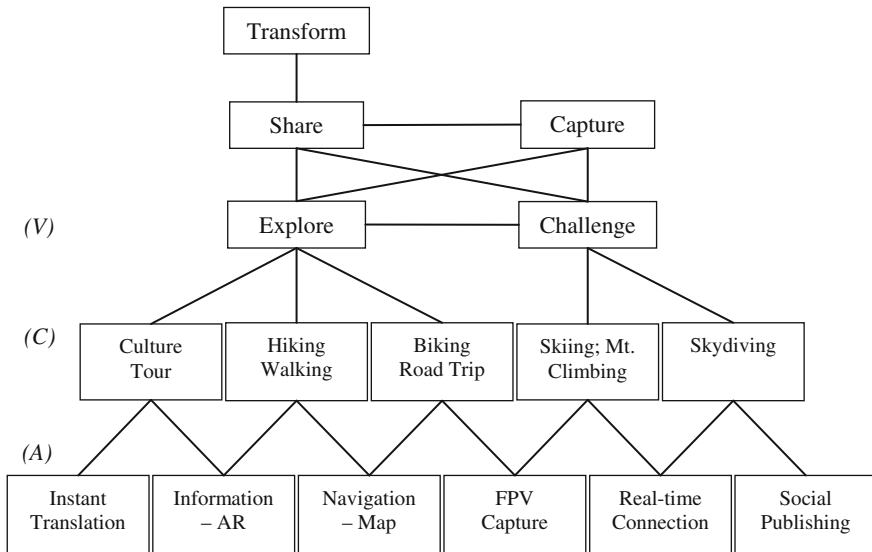 Transform
Share
Capture
(V)
Explore
Challenge
(C)
Culture
Tour
Hiking
Walking
Biking
Road Trip
Skiing; Mt.
Climbing
Skydiving
(A)
Instant
Translation
Information
– AR
Navigation
– Map
FPV
Capture
Real-time
Connection
Social
Publishing